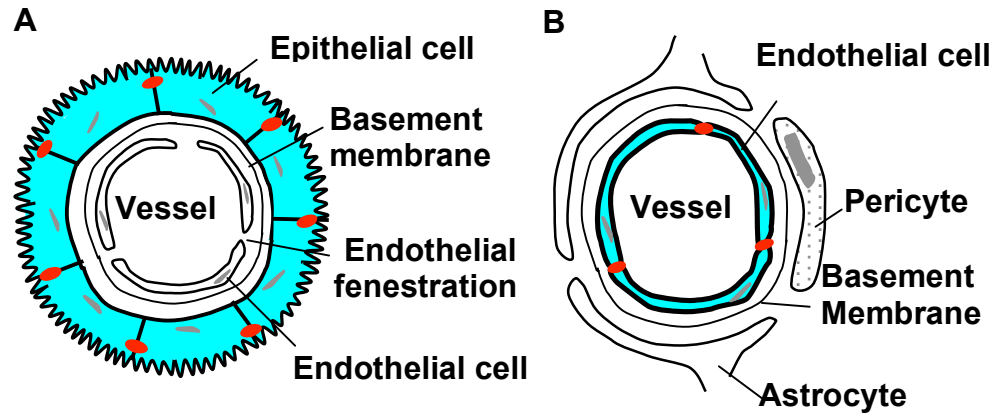 A
Epithelial cell
Basement
membrane
Vessel
Endothelial
fenestration
Endothelial cell
B
Endothelial cell
Vessel
Pericyte
Basement
Membrane
Astrocyte